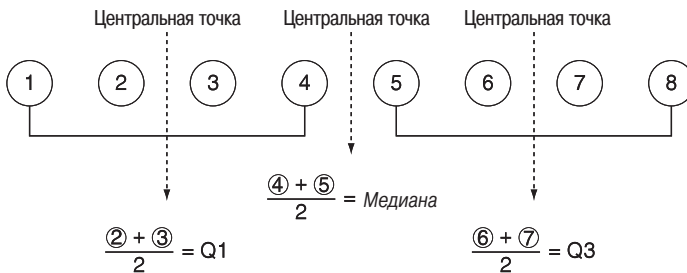 Центральная точка Центральная точка Центральная точка
1 2 3 4 5 6 7 8
④ + ⑤
2
= Медиана
② + ③
2
= Q1
⑥ + ⑦
2
= Q3